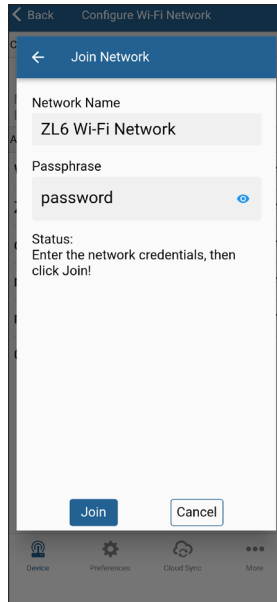 Back Configure Wi-Fi Network
Join Network
Network Name
ZL6 Wi-Fi Network
Passphrase
password
Status:
Enter the network credentials, then
click Join!
Join Cancel
Device Preferences Cloud Sync More